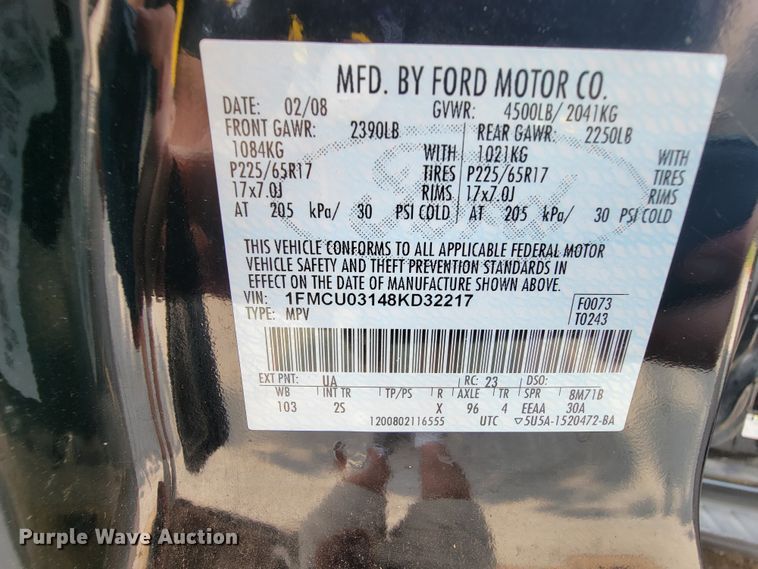 MFD. BY FORD MOTOR CO.
DATE: 02/08 GVWR: 4500LB/ 2041KG
FRONT GAWR: 2390LB REAR GAWR: 2250LB
1084KG WITH 1021KG WITH
P225/65R17 TIRES P225/65R17 TIRES
17x7.0J RIMS 17x7.0J RIMS
AT 205 kPa/ 30 PSI COLD AT 205 kPa/ 30 PSI COLD
THIS VEHICLE CONFORMS TO ALL APPLICABLE FEDERAL MOTOR
VEHICLE SAFETY AND THEFT PREVENTION STANDARDS IN
EFFECT ON THE DATE OF MANUFACTURE SHOWN ABOVE.
VIN: 1FMCU03148KD32217 F0073
TYPE: MPV T0243
EXT PNT: UA RC: 23 DSO:
WB INT TR TP/PS R AXLE TR SPR 8M71B
103 2S X 96 4 EEAA 30A
1200802116555 UTC ▽5U5A-1520472-BA
Purple Wave Auction